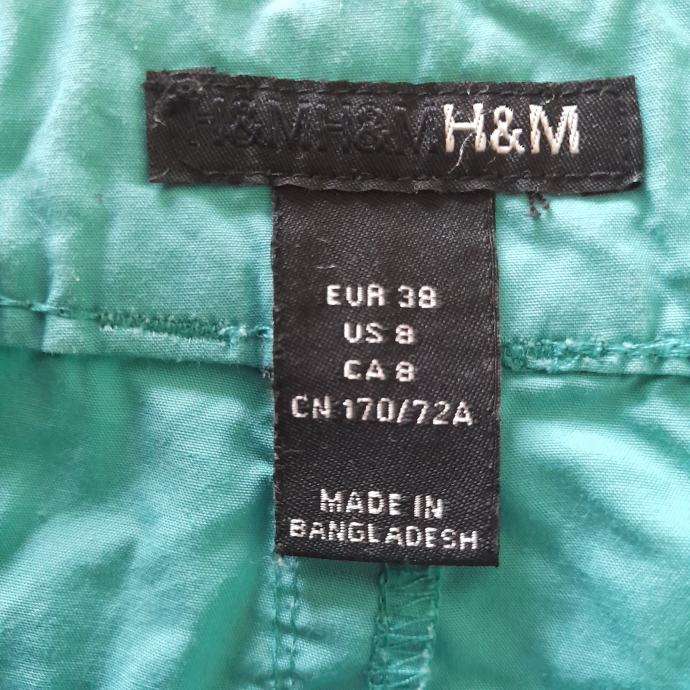 H&MH&MH&M
EUR 38
US 8
CA 8
CN 170/72A
MADE IN
BANGLADESH